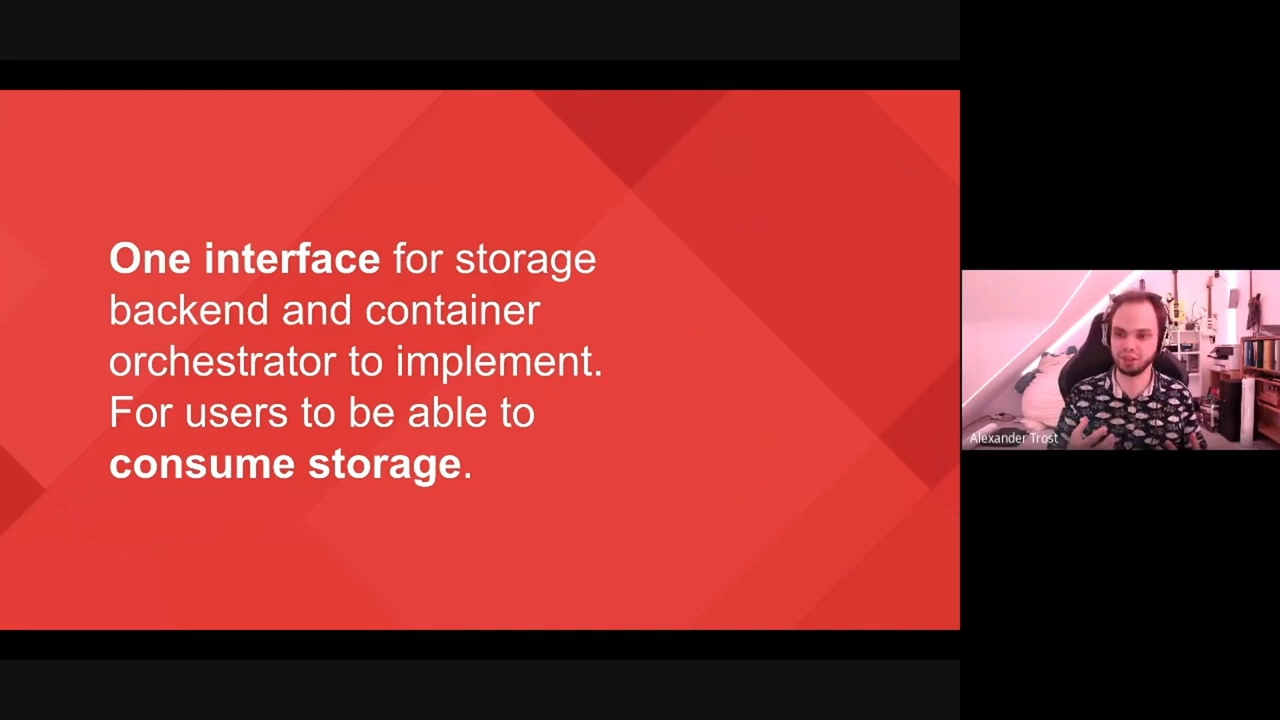 One interface for storage
backend and container
orchestrator to implement.
For users to be able to
consume storage.
Alexander Trost